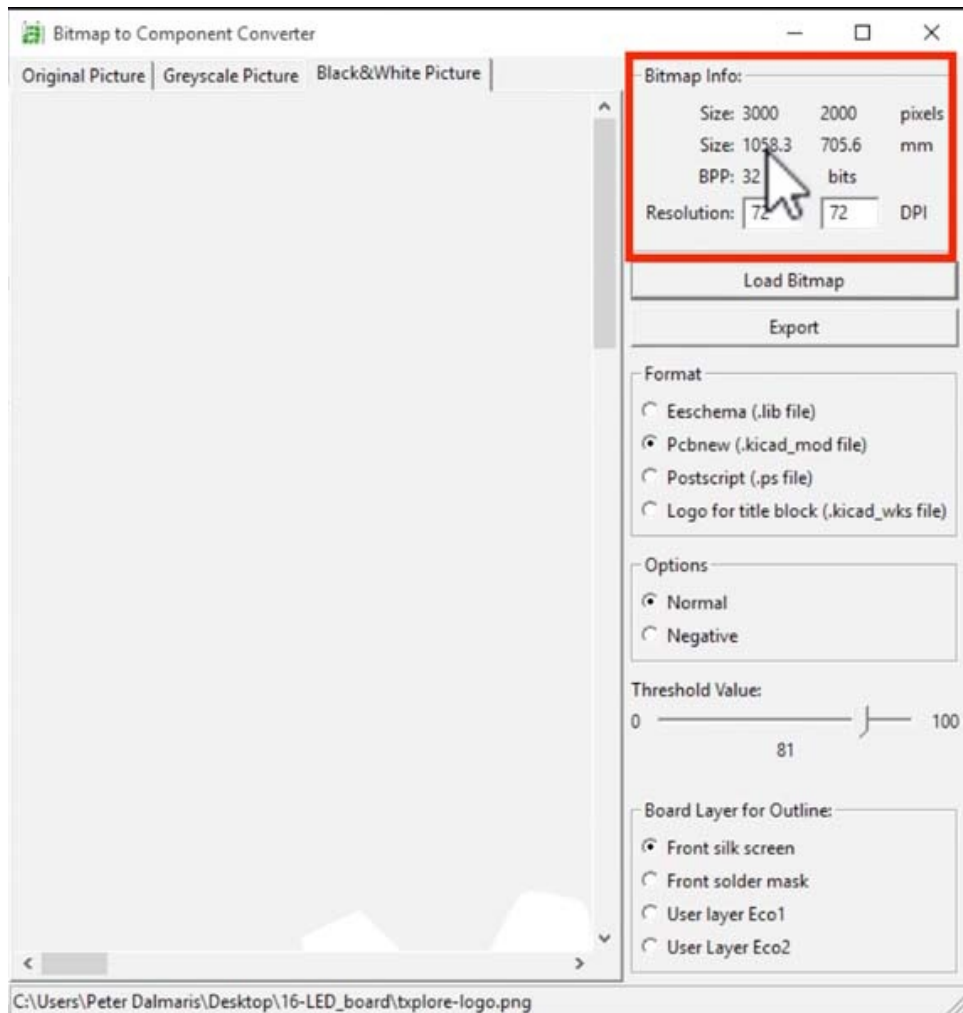 Bitmap to Component Converter
Original Picture Greyscale Picture Black&White Picture
Bitmap Info:
Size: 3000 2000 pixels
Size: 1058.3 705.6 mm
BPP: 32 bits
Resolution: 72 72 DPI
Load Bitmap
Export
Format
Eeschema (.lib file)
Pcbnew (.kicad_mod file)
Postscript (.ps file)
Logo for title block (.kicad_wks file)
Options
Normal
Negative
Threshold Value:
0 100
81
Board Layer for Outline:
Front silk screen
Front solder mask
User layer Eco1
User Layer Eco2
C:\Users\Peter Dalmaris\Desktop\16-LED_board\txplore-logo.png